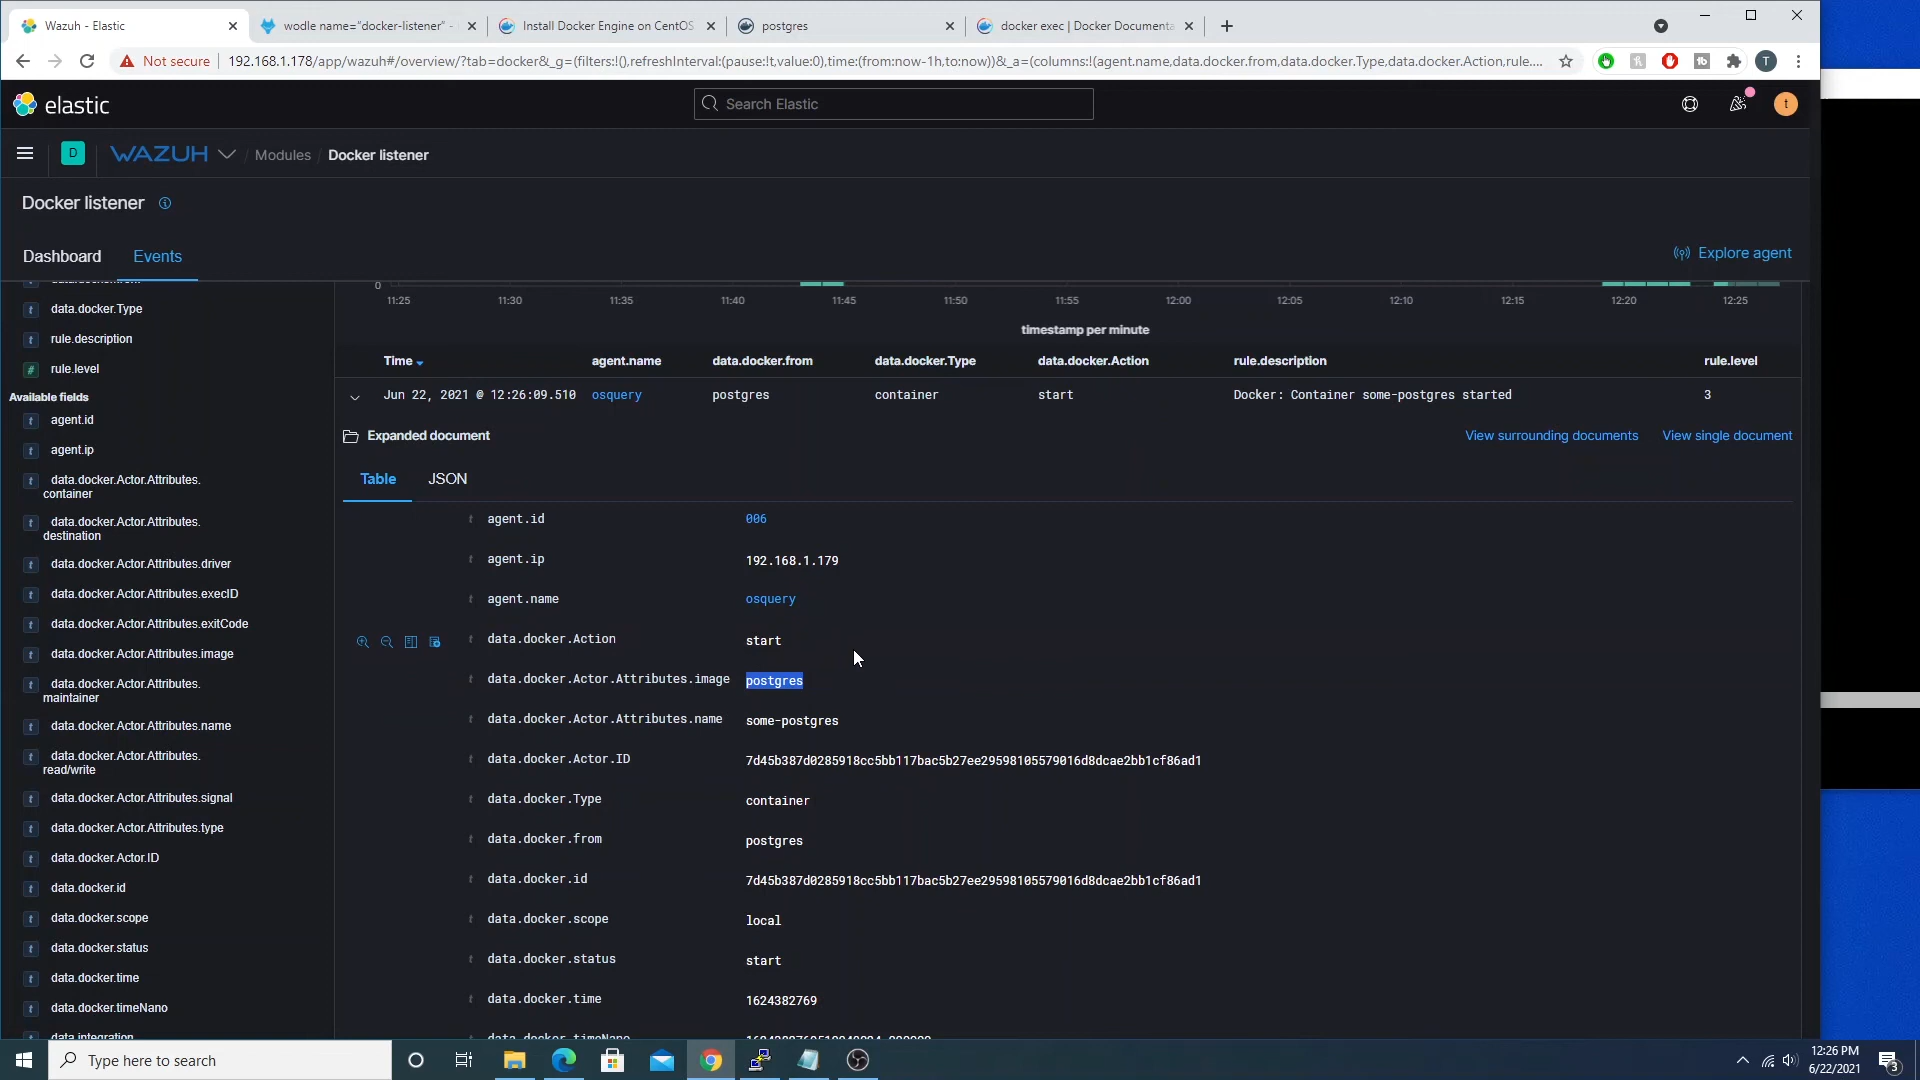 Wazuh - Elastic
wodle name="docker-listener" -
Install Docker Engine on CentOS
postgres
docker exec | Docker Documenta
Not secure
192.168.1.178/app/wazuh#/overview/?tab=docker&_g=(filters:!(),refreshInterval:(pause:!t,value:0),time:(from:now-1h,to:now))&_a=(columns:!(agent.name,data.docker.from,data.docker.Type,data.docker.Action,rule....
T
elastic
Search Elastic
t
D
WAZUH
/ Modules / Docker listener
Docker listener
Dashboard
Events
Explore agent
t data.docker.Type
t rule.description
# rule.level
Available fields
t agent.id
t agent.ip
t data.docker.Actor.Attributes.
container
t data.docker.Actor.Attributes.
destination
t data.docker.Actor.Attributes.driver
t data.docker.Actor.Attributes.execID
t data.docker.Actor.Attributes.exitCode
t data.docker.Actor.Attributes.image
t data.docker.Actor.Attributes.
maintainer
t data.docker.Actor.Attributes.name
t data.docker.Actor.Attributes.
read/write
t data.docker.Actor.Attributes.signal
t data.docker.Actor.Attributes.type
t data.docker.Actor.ID
t data.docker.id
t data.docker.scope
t data.docker.status
t data.docker.time
t data.docker.timeNano
data.integration
0
11:25 11:30 11:35 11:40 11:45 11:50 11:55 12:00 12:05 12:10 12:15 12:20 12:25
timestamp per minute
Time agent.name data.docker.from data.docker.Type data.docker.Action rule.description rule.level
Jun 22, 2021 @ 12:26:09.510 osquery postgres container start Docker: Container some-postgres started 3
Expanded document
View surrounding documents
View single document
Table
JSON
t agent.id 006
t agent.ip 192.168.1.179
t agent.name osquery
t data.docker.Action start
t data.docker.Actor.Attributes.image postgres
t data.docker.Actor.Attributes.name some-postgres
t data.docker.Actor.ID 7d45b387d0285918cc5bb117bac5b27ee29598105579016d8dcae2bb1cf86ad1
t data.docker.Type container
t data.docker.from postgres
t data.docker.id 7d45b387d0285918cc5bb117bac5b27ee29598105579016d8dcae2bb1cf86ad1
t data.docker.scope local
t data.docker.status start
t data.docker.time 1624382769
data.docker.timeNano
Type here to search
12:26 PM
6/22/2021
3